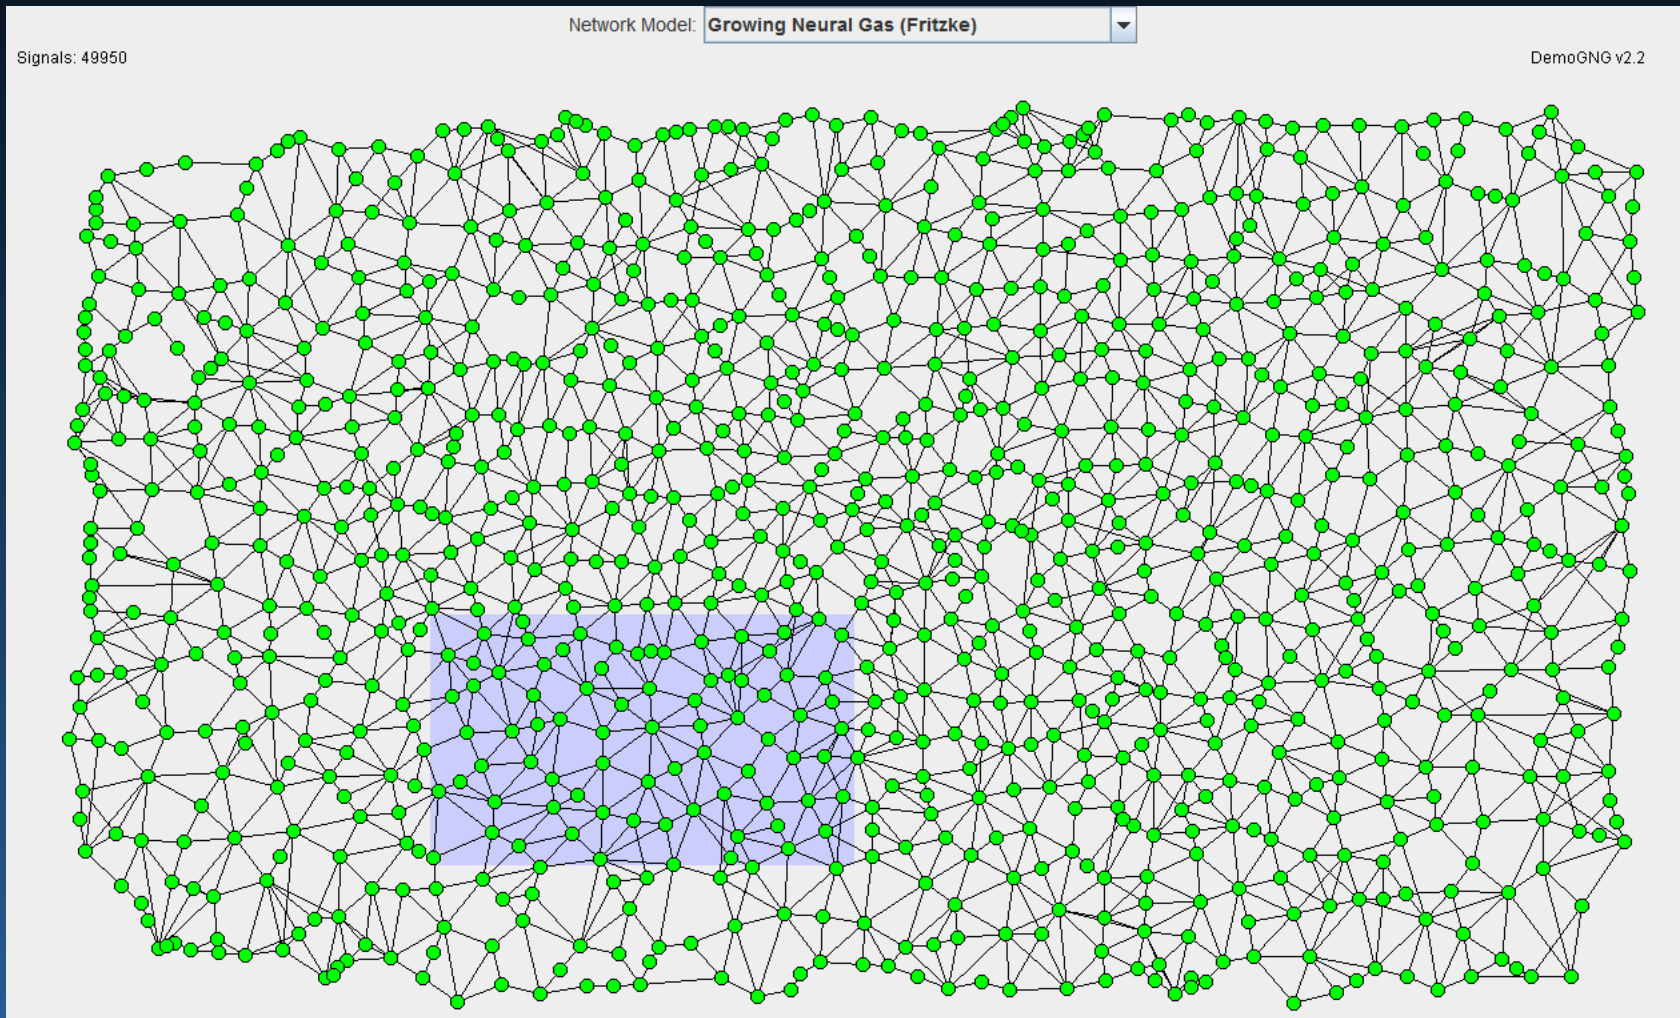 Network Model: Growing Neural Gas (Fritzke)
Signals: 49950
DemoGNG v2.2